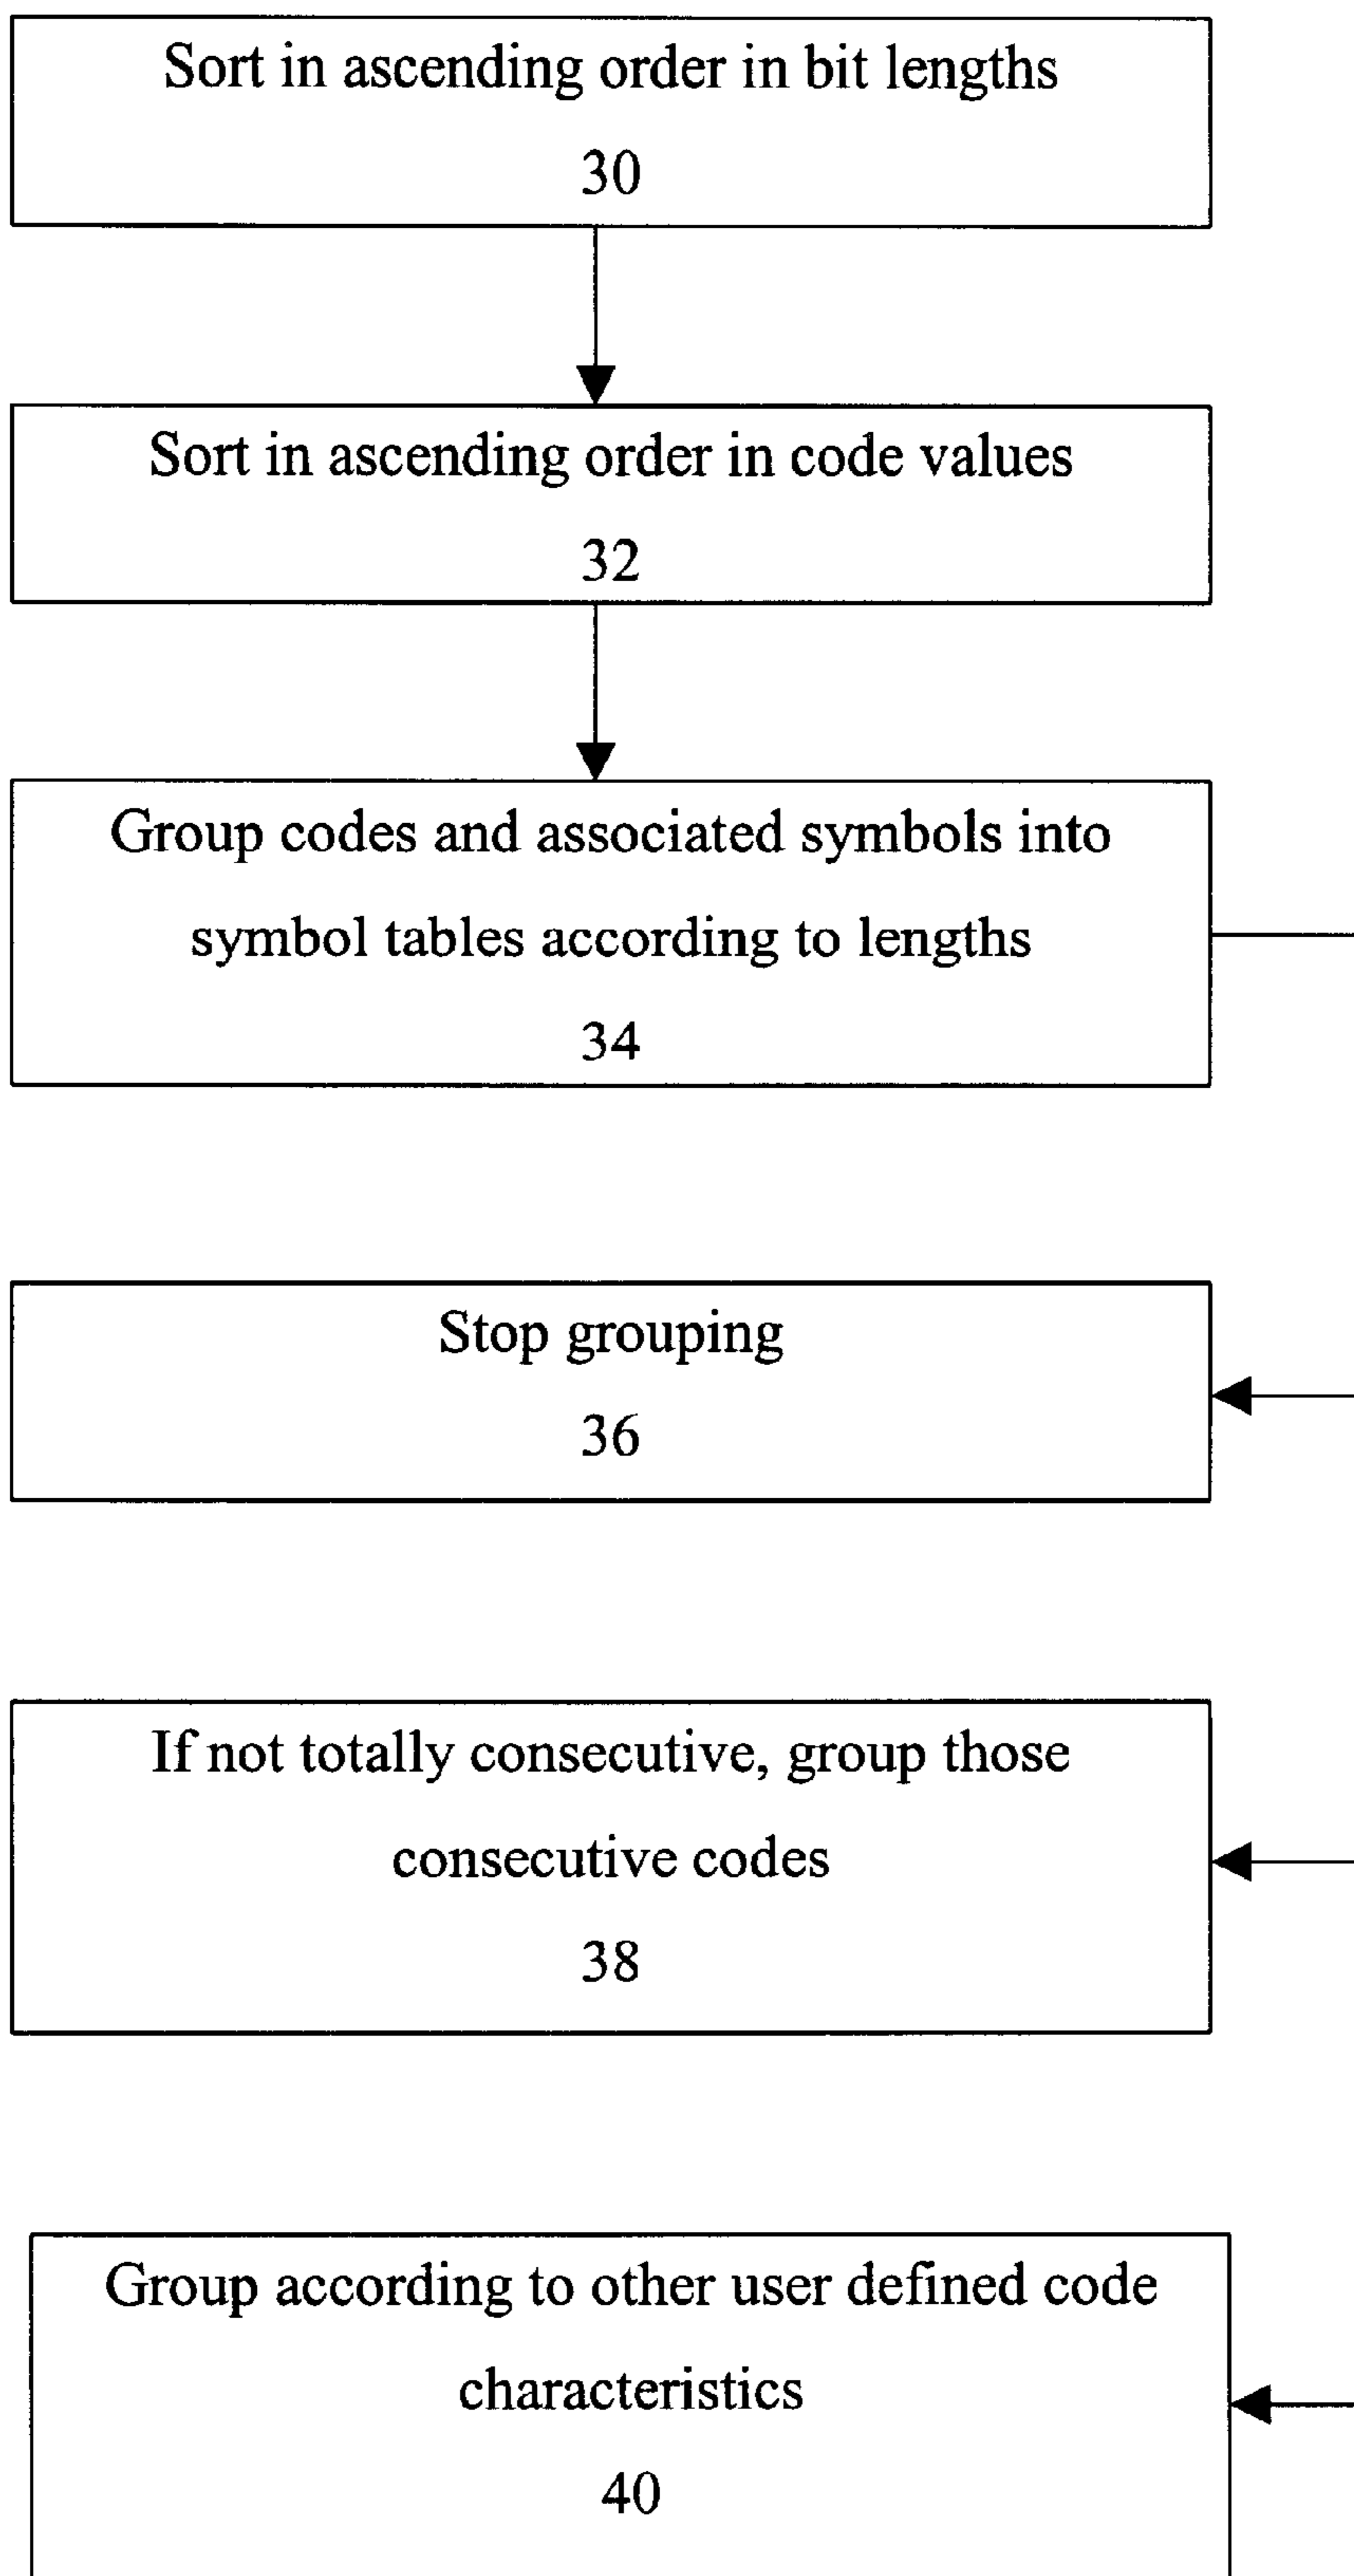 Sort in ascending order in bit lengths
30
Sort in ascending order in code values
32
Group codes and associated symbols into
symbol tables according to lengths
34
Stop grouping
36
If not totally consecutive, group those
consecutive codes
38
Group according to other user defined code
characteristics
40